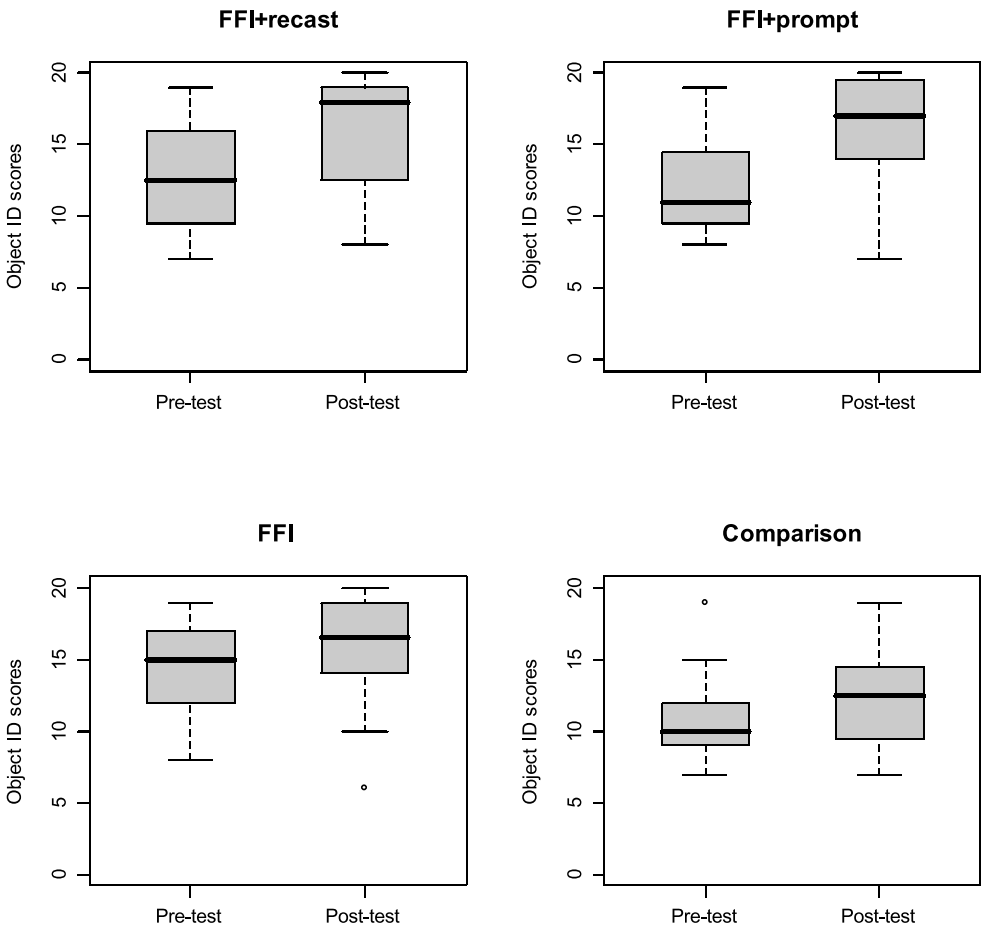 FFI+recast
Object ID scores
20
15
10
5
0
Pre-test Post-test
FFI+prompt
Object ID scores
20
15
10
5
0
Pre-test Post-test
FFI
Object ID scores
20
15
10
5
0
Pre-test Post-test
Comparison
Object ID scores
20
15
10
5
0
Pre-test Post-test